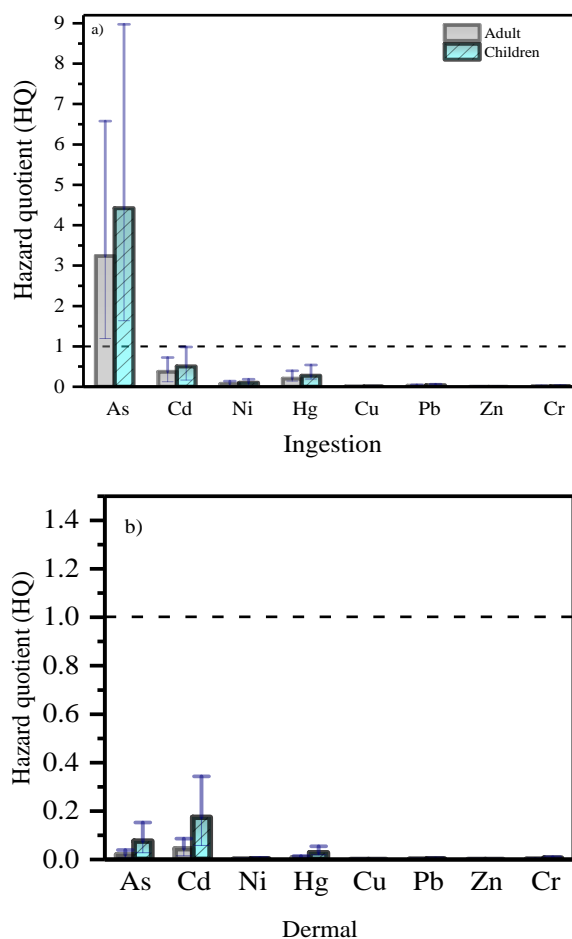 a)
Adult
Children
Hazard quotient (HQ)
9
8
7
6
5
4
3
2
1
0
As Cd Ni Hg Cu Pb Zn Cr
Ingestion
b)
Hazard quotient (HQ)
1.4
1.2
1.0
0.8
0.6
0.4
0.2
0.0
As Cd Ni Hg Cu Pb Zn Cr
Dermal